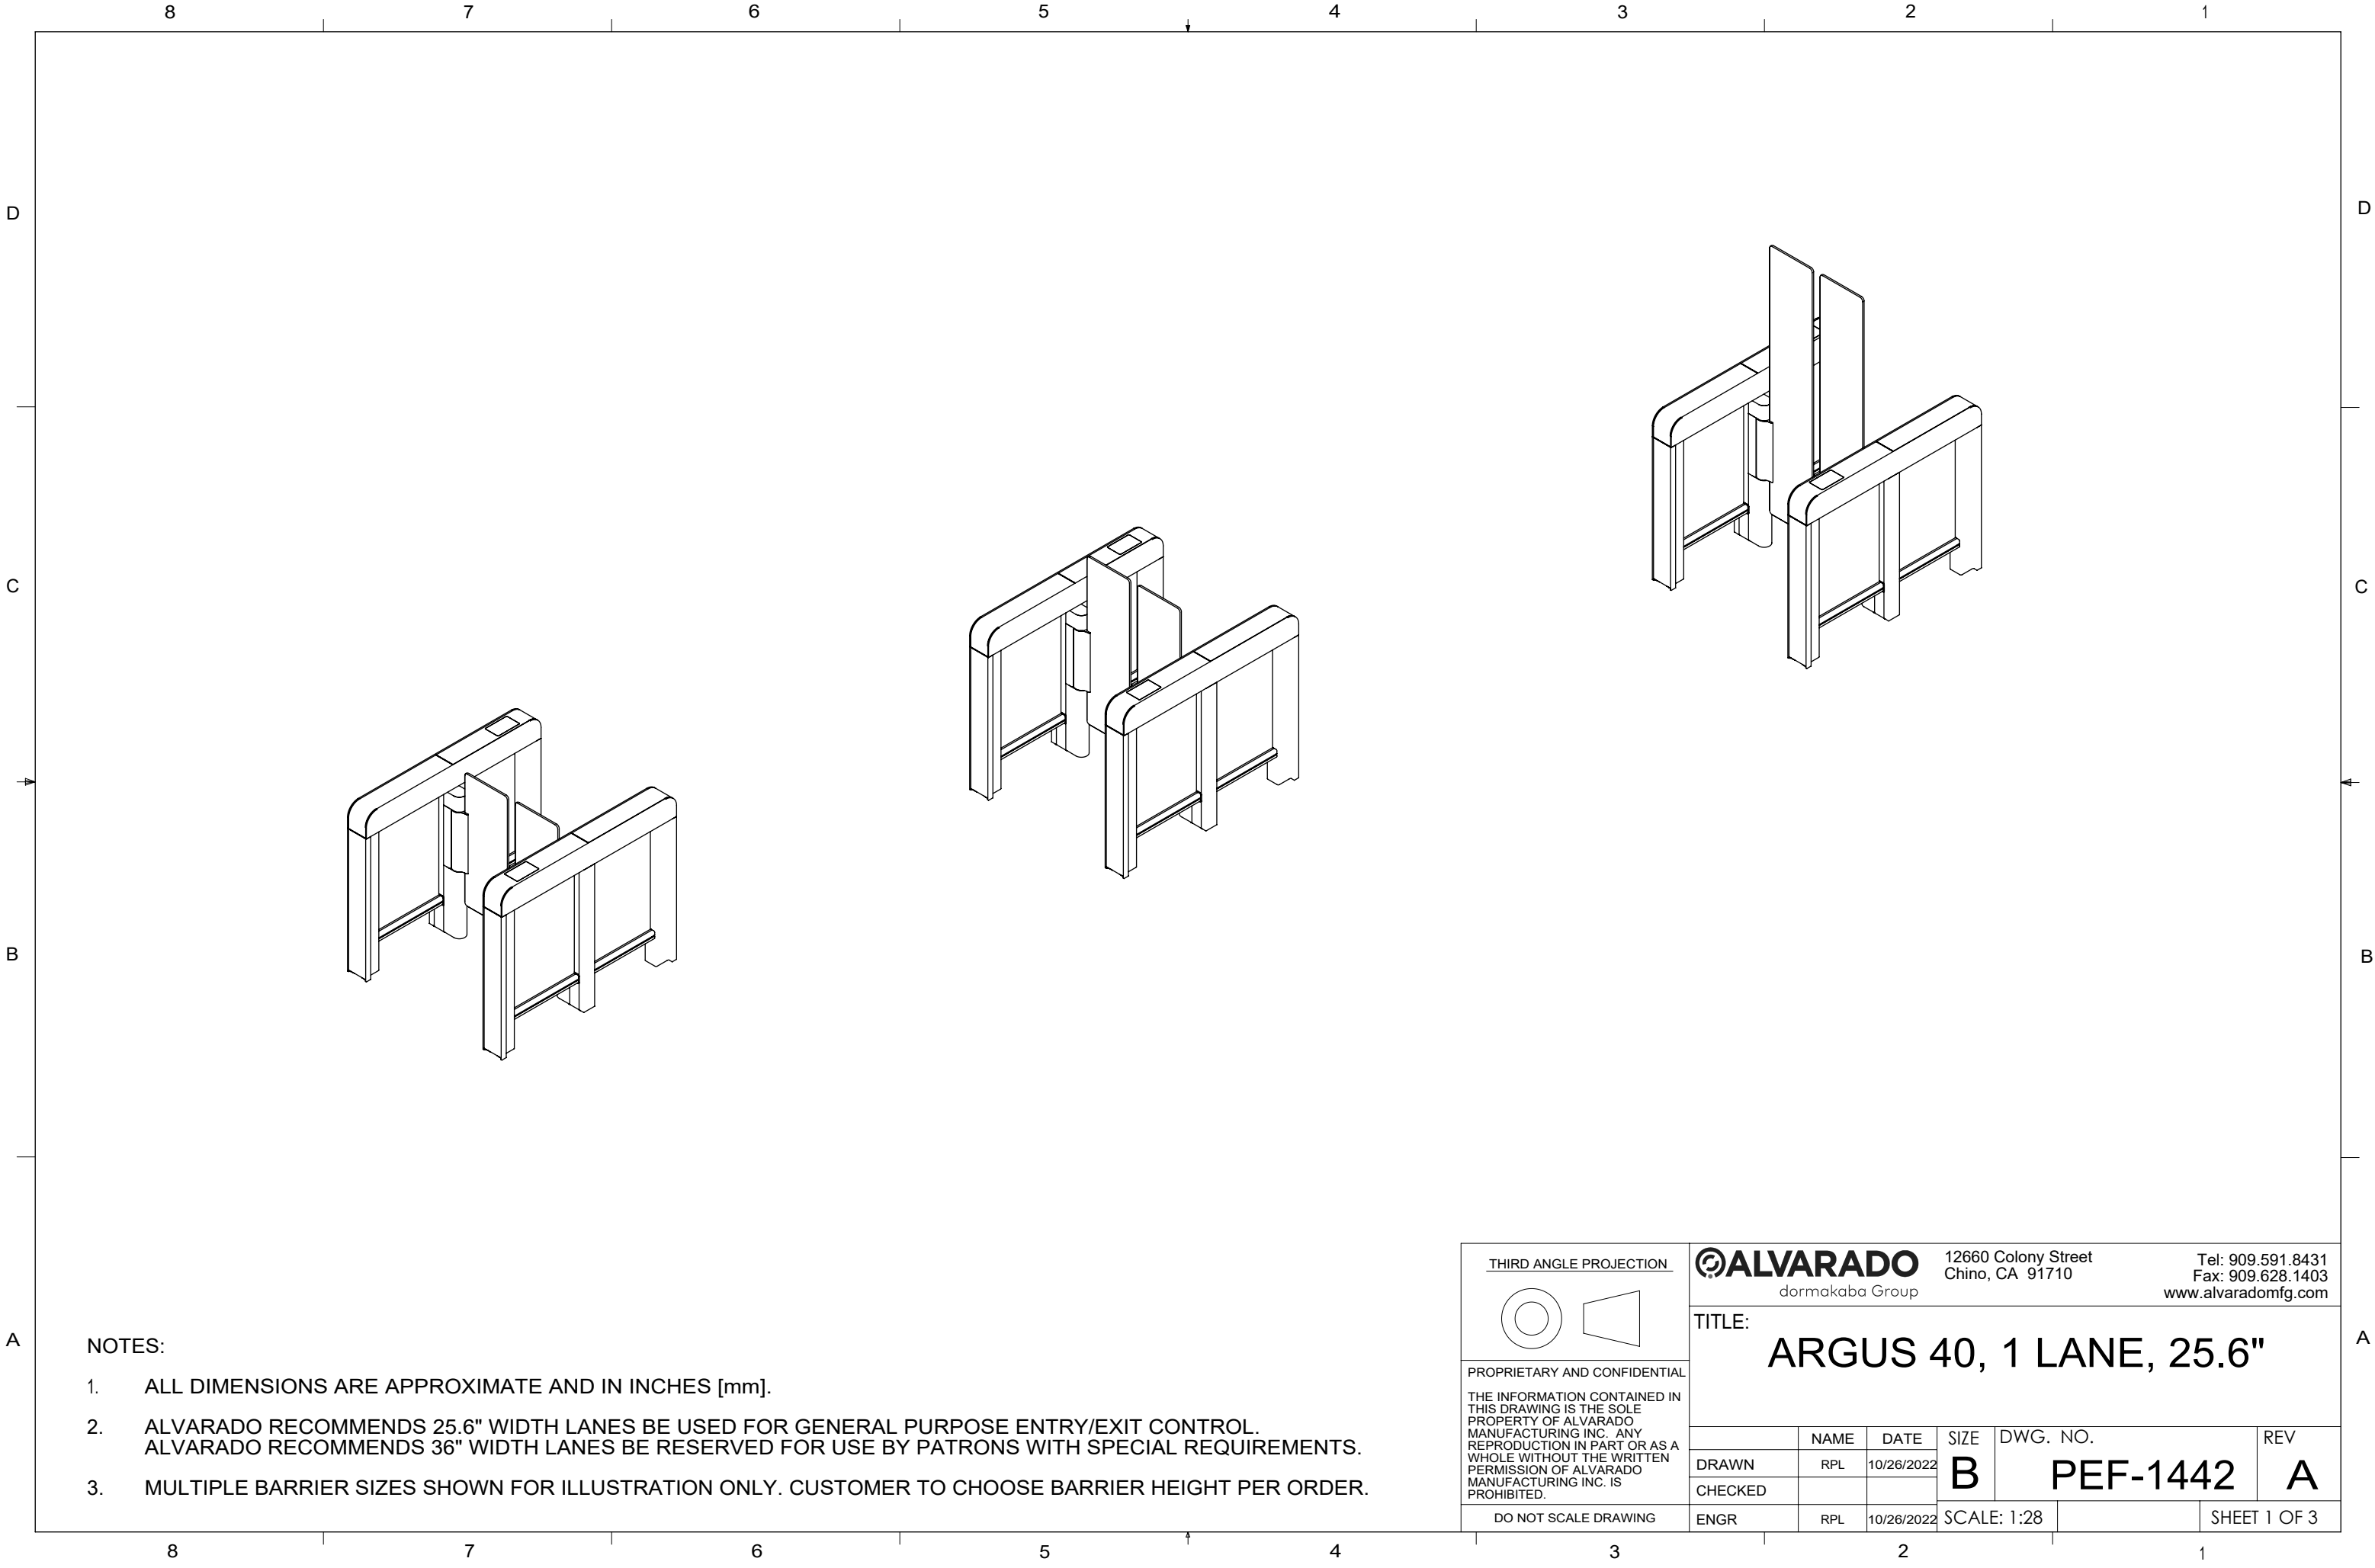 8 7 6 5 4 3 2 1
D D
C C
B B
A A
NOTES:
1. ALL DIMENSIONS ARE APPROXIMATE AND IN INCHES [mm].
2. ALVARADO RECOMMENDS 25.6" WIDTH LANES BE USED FOR GENERAL PURPOSE ENTRY/EXIT CONTROL.
ALVARADO RECOMMENDS 36" WIDTH LANES BE RESERVED FOR USE BY PATRONS WITH SPECIAL REQUIREMENTS.
3. MULTIPLE BARRIER SIZES SHOWN FOR ILLUSTRATION ONLY. CUSTOMER TO CHOOSE BARRIER HEIGHT PER ORDER.
THIRD ANGLE PROJECTION
PROPRIETARY AND CONFIDENTIAL
THE INFORMATION CONTAINED IN
THIS DRAWING IS THE SOLE
PROPERTY OF ALVARADO
MANUFACTURING INC. ANY
REPRODUCTION IN PART OR AS A
WHOLE WITHOUT THE WRITTEN
PERMISSION OF ALVARADO
MANUFACTURING INC. IS
PROHIBITED.
DO NOT SCALE DRAWING
ALVARADO
dormakaba Group
12660 Colony Street
Chino, CA 91710
Tel: 909.591.8431
Fax: 909.628.1403
www.alvaradomfg.com
TITLE:
ARGUS 40, 1 LANE, 25.6"
NAME DATE
DRAWN RPL 10/26/2022
CHECKED
ENGR RPL 10/26/2022
SIZE
B
DWG. NO.
PEF-1442
REV
A
SCALE: 1:28
SHEET 1 OF 3
8 7 6 5 4 3 2 1